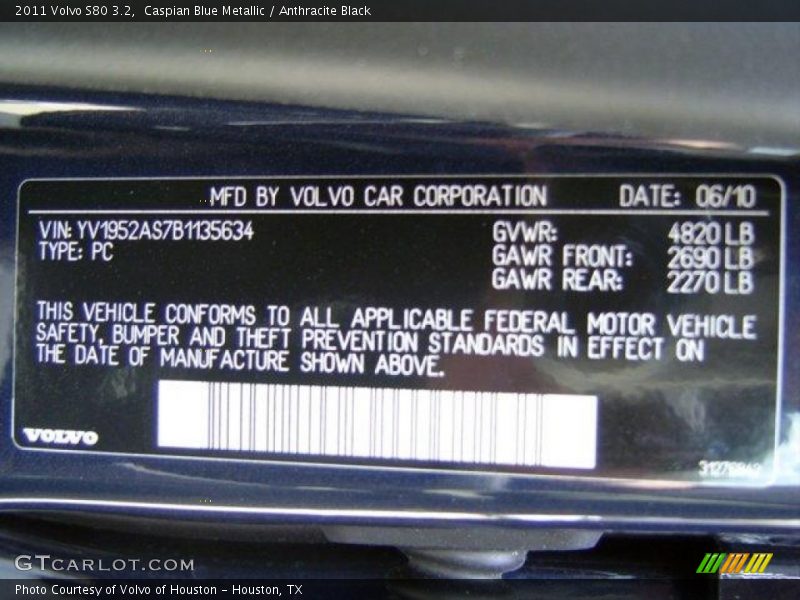 2011 Volvo S80 3.2,  Caspian Blue Metallic / Anthracite Black
MFD BY VOLVO CAR CORPORATION DATE: 06/10
VIN: YV1952AS7B1135634 GVWR: 4820 LB
TYPE: PC GAWR FRONT: 2690 LB
GAWR REAR: 2270 LB
THIS VEHICLE CONFORMS TO ALL APPLICABLE FEDERAL MOTOR VEHICLE
SAFETY, BUMPER AND THEFT PREVENTION STANDARDS IN EFFECT ON
THE DATE OF MANUFACTURE SHOWN ABOVE.
VOLVO
GTCARLOT.COM
Photo Courtesy of Volvo of Houston - Houston, TX